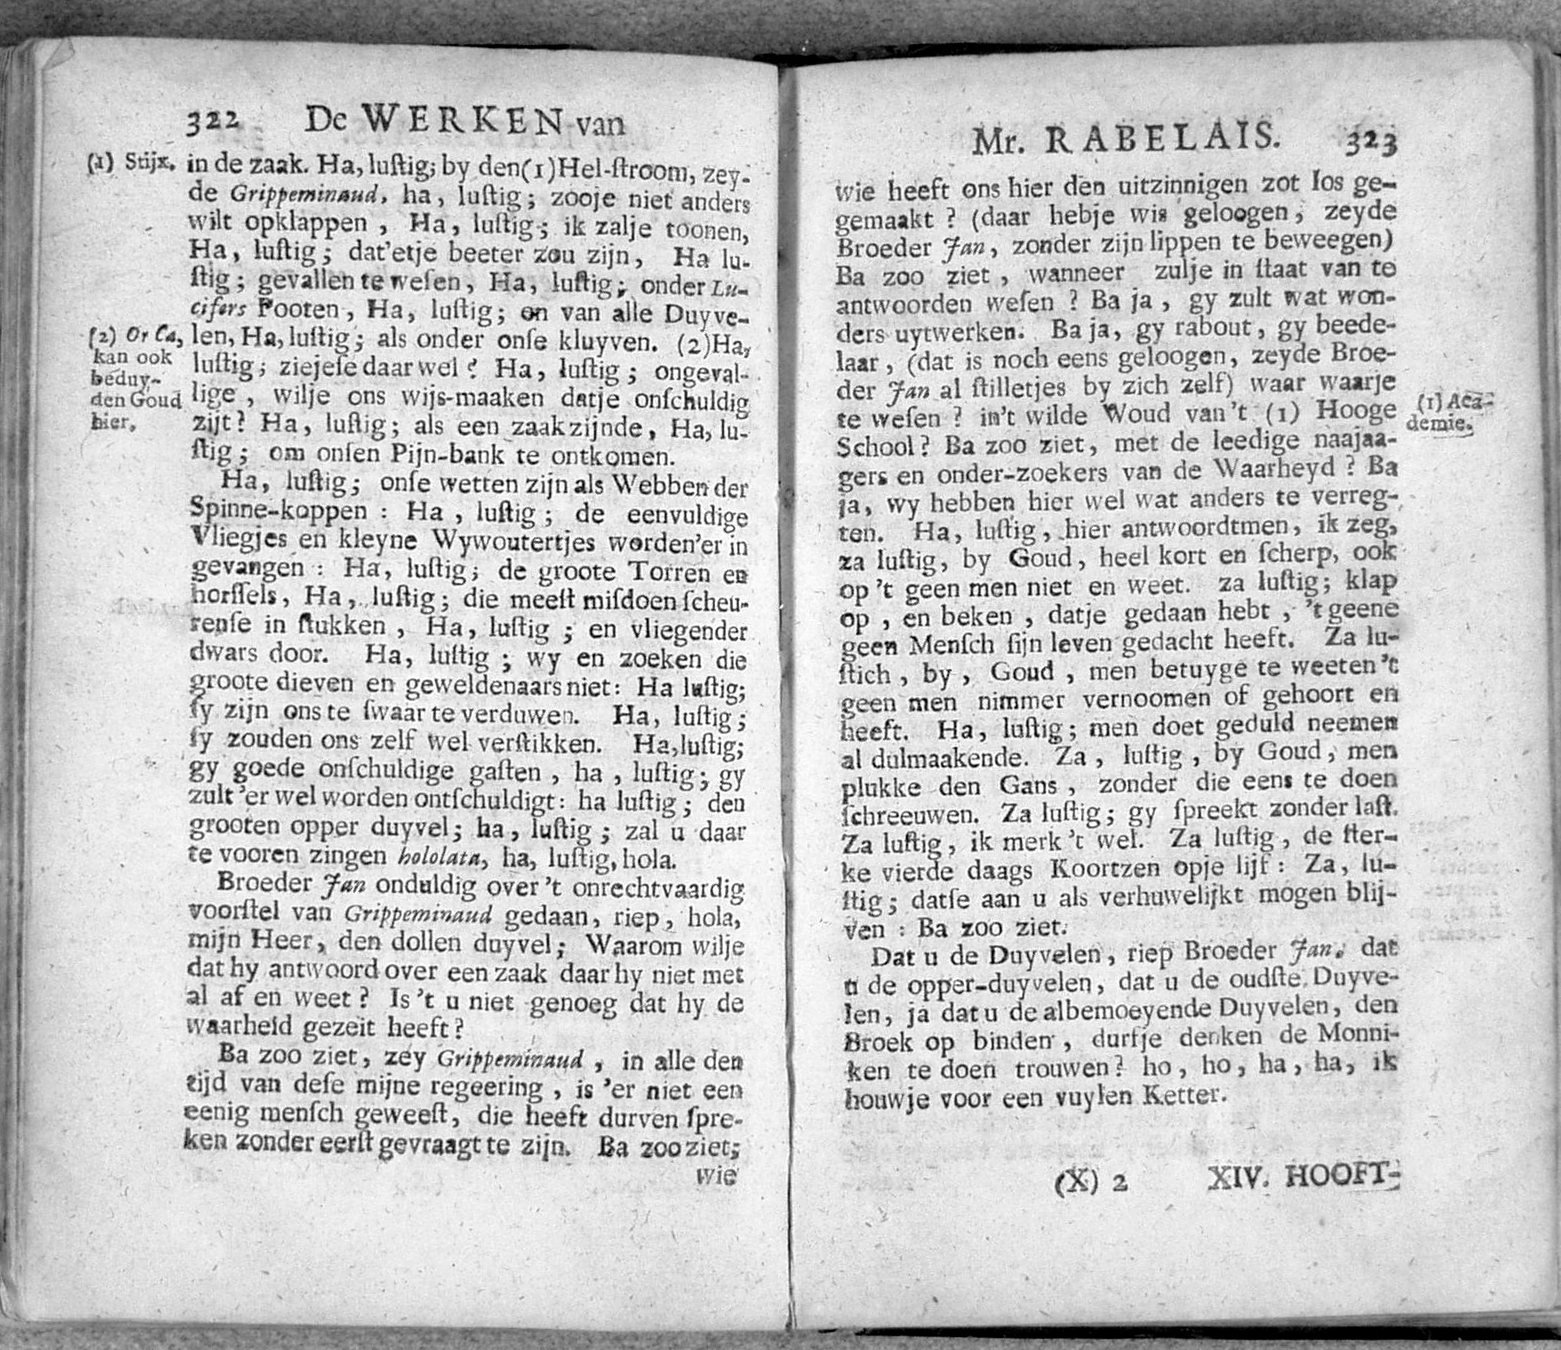 322 De WERKEN van
(1) Stijx. in de zaak. Ha, luſtig; by den (1) Hel-ſtroom, zey-
de Grippeminaud, ha, luſtig; zooje niet anders
wilt opklappen, Ha, luſtig; ik zalje toonen,
Ha, luſtig; dat'etje beeter zou zijn, Ha lu-
ſtig; gevallen te weſen, Ha, luſtig; onder Lu-
cifers Pooten, Ha, luſtig; en van alle Duyve-
len, Ha, luſtig; als onder onſe kluyven. (2) Ha,
luſtig; ziejeſe daar wel? Ha, luſtig; ongeval-
lige, wilje ons wijs-maaken datje onſchuldig
zijt? Ha, luſtig; als een zaak zijnde, Ha, lu-
ſtig; om onſen Pijn-bank te ontkomen.
(2) Or Ca,
kan ook
beduy-
den Goud
hier.
Ha, luſtig; onſe wetten zijn als Webben der
Spinne-koppen: Ha, luſtig; de eenvuldige
Vliegjes en kleyne Wywoutertjes worden'er in
gevangen: Ha, luſtig; de groote Torren en
horſſels, Ha, luſtig; die meeſt miſdoen ſcheu-
renſe in ſtukken, Ha, luſtig; en vliegender
dwars door. Ha, luſtig; wy en zoeken die
groote dieven en geweldenaars niet: Ha luſtig;
ſy zijn ons te ſwaar te verduwen. Ha, luſtig;
ſy zouden ons zelf wel verſtikken. Ha, luſtig;
gy goede onſchuldige gaſten, ha, luſtig; gy
zult 'er wel worden ontſchuldigt: ha luſtig; den
grooten opper duyvel; ha, luſtig; zal u daar
te vooren zingen hololata, ha, luſtig, hola.
Broeder Jan onduldig over 't onrechtvaardig
voorſtel van Grippeminaud gedaan, riep, hola,
mijn Heer, den dollen duyvel; Waarom wilje
dat hy antwoord over een zaak daar hy niet met
al af en weet? Is 't u niet genoeg dat hy de
waarheid gezeit heeft?
Ba zoo ziet, zey Grippeminaud, in alle den
tijd van deſe mijne regeering, is 'er niet een
eenig menſch geweeſt, die heeft durven ſpre-
ken zonder eerſt gevraagt te zijn. Ba zoo ziet;
wie
Mr. RABELAIS. 323
wie heeft ons hier den uitzinnigen zot los ge-
gemaakt? (daar hebje wis geloogen, zeyde
Broeder Jan, zonder zijn lippen te beweegen)
Ba zoo ziet, wanneer zulje in ſtaat van te
antwoorden weſen? Ba ja, gy zult wat won-
ders uytwerken. Ba ja, gy rabout, gy beede-
laar, (dat is noch eens geloogen, zeyde Broe-
der Jan al ſtilletjes by zich zelf) waar waarje
te weſen? in't wilde Woud van 't (1) Hooge
School? Ba zoo ziet, met de leedige naajaa-
gers en onder-zoekers van de Waarheyd? Ba
ja, wy hebben hier wel wat anders te verreg-
ten. Ha, luſtig, hier antwoordtmen, ik zeg,
za luſtig, by Goud, heel kort en ſcherp, ook
op 't geen men niet en weet. za luſtig; klap
op, en beken, datje gedaan hebt, 't geene
geen Menſch ſijn leven gedacht heeft. Za lu-
ſtich, by, Goud, men betuyge te weeten 't
geen men nimmer vernoomen of gehoort en
heeft. Ha, luſtig; men doet geduld neemen
al dulmaakende. Za, luſtig, by Goud, men
plukke den Gans, zonder die eens te doen
ſchreeuwen. Za luſtig; gy ſpreekt zonder laſt.
Za luſtig, ik merk 't wel. Za luſtig, de ſter-
ke vierde daags Koortzen opje lijf: Za, lu-
ſtig; datſe aan u als verhuwelijkt mogen blij-
ven: Ba zoo ziet.
(1) Aca-
demie.
Dat u de Duyvelen, riep Broeder Jan, dat
u de opper-duyvelen, dat u de oudſte Duyve-
len, ja dat u de albemoeyende Duyvelen, den
Broek op binden, durfje denken de Monni-
ken te doen trouwen? ho, ho, ha, ha, ik
houwje voor een vuylen Ketter.
(X) 2 XIV. HOOFT-